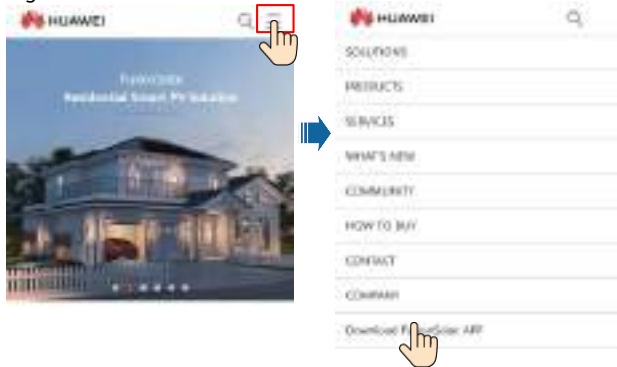 HUAWEI
FusionSolar
Residential Smart PV Solution
HUAWEI
SOLUTIONS
PRODUCTS
SERVICES
WHAT'S NEW
COMMUNITY
HOW TO BUY
CONTACT
COMPANY
Download FusionSolar APP